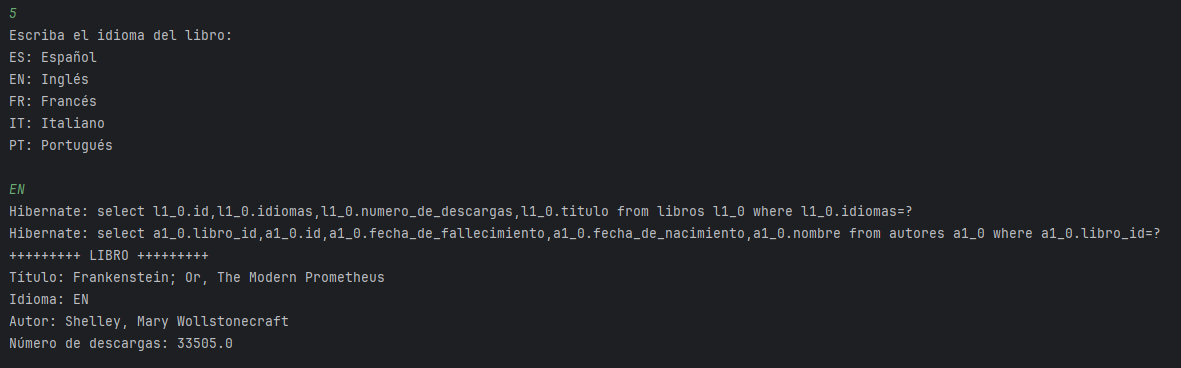 5
Escriba el idioma del libro:
ES: Español
EN: Inglés
FR: Francés
IT: Italiano
PT: Portugués
EN
Hibernate: select l1_0.id,l1_0.idiomas,l1_0.numero_de_descargas,l1_0.titulo from libros l1_0 where l1_0.idiomas=?
Hibernate: select a1_0.libro_id,a1_0.id,a1_0.fecha_de_fallecimiento,a1_0.fecha_de_nacimiento,a1_0.nombre from autores a1_0 where a1_0.libro_id=?
+++++++++ LIBRO +++++++++
Título: Frankenstein; Or, The Modern Prometheus
Idioma: EN
Autor: Shelley, Mary Wollstonecraft
Número de descargas: 33505.0